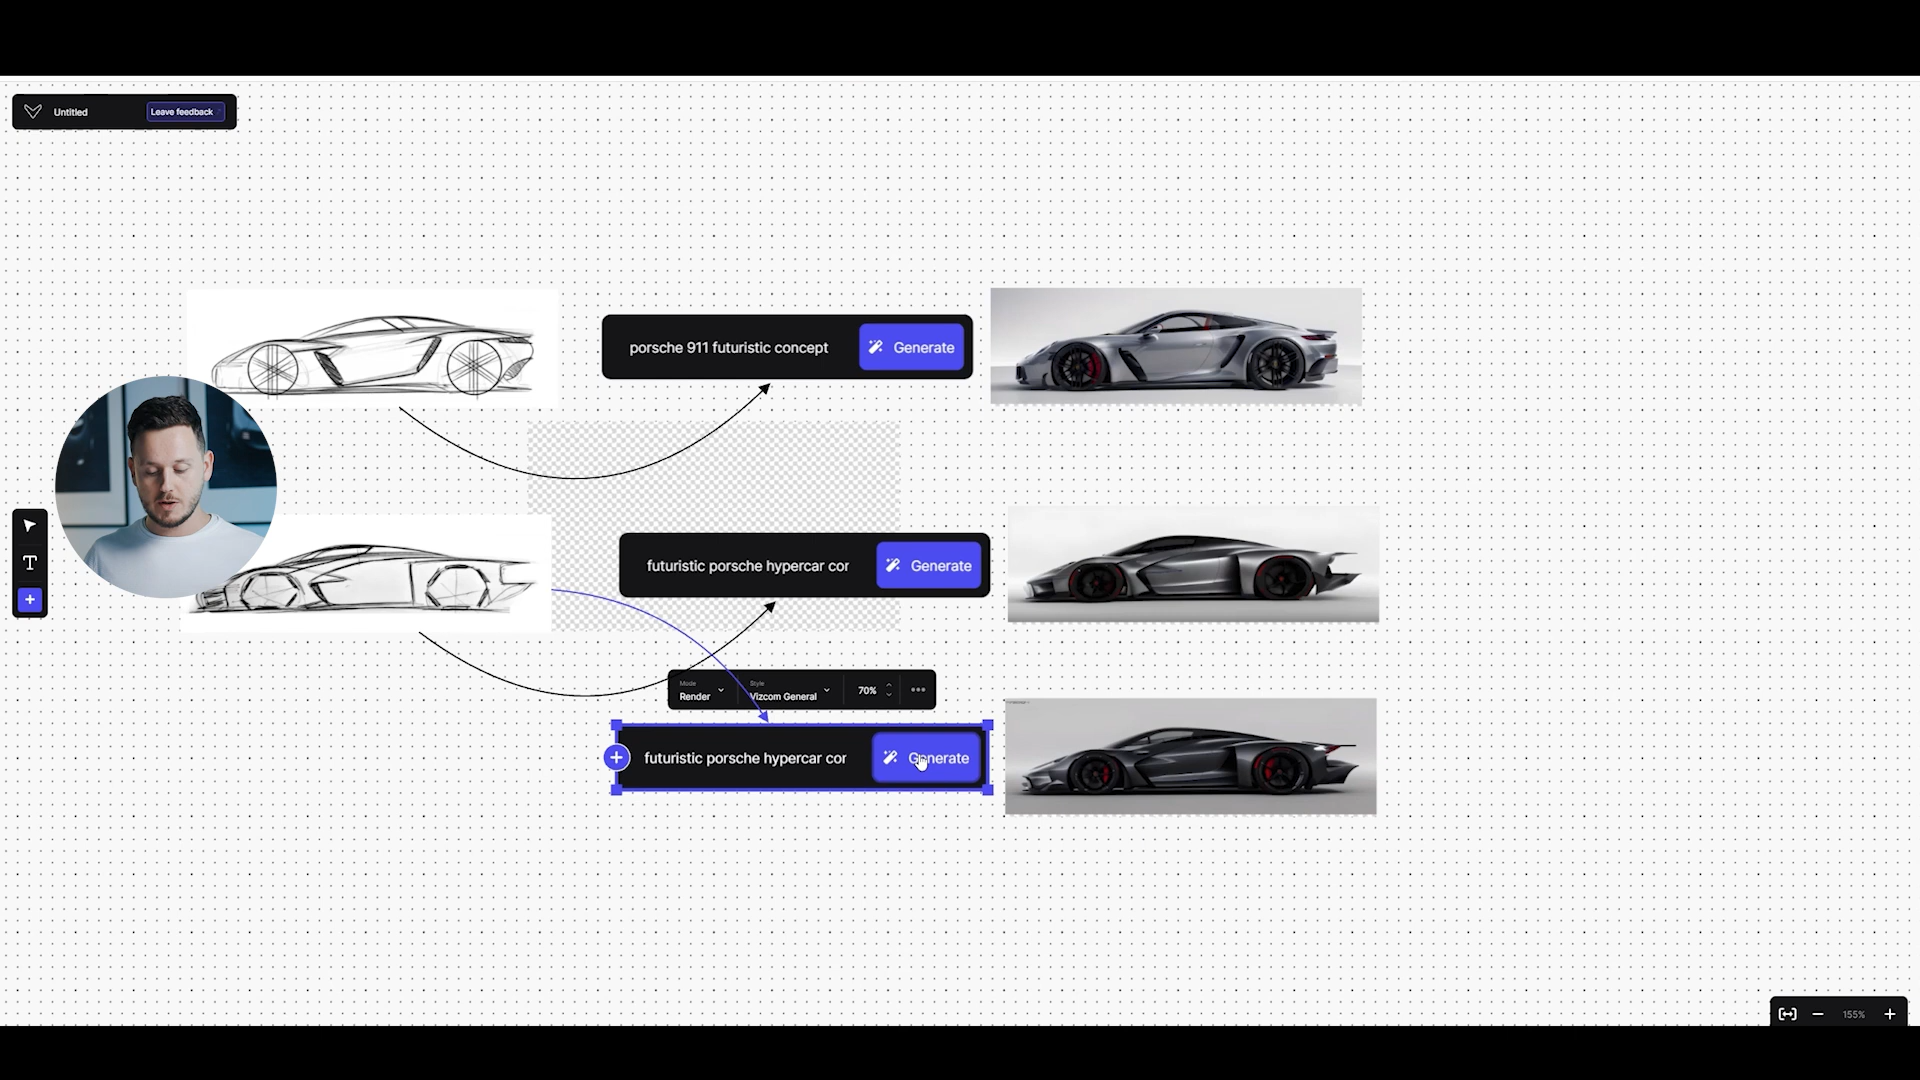 Untitled
Leave feedback
porsche 911 futuristic concept
Generate
T
futuristic porsche hypercar cor
Generate
Mode
Render
Style
Vizcom General
70%
futuristic porsche hypercar cor
Generate
155%